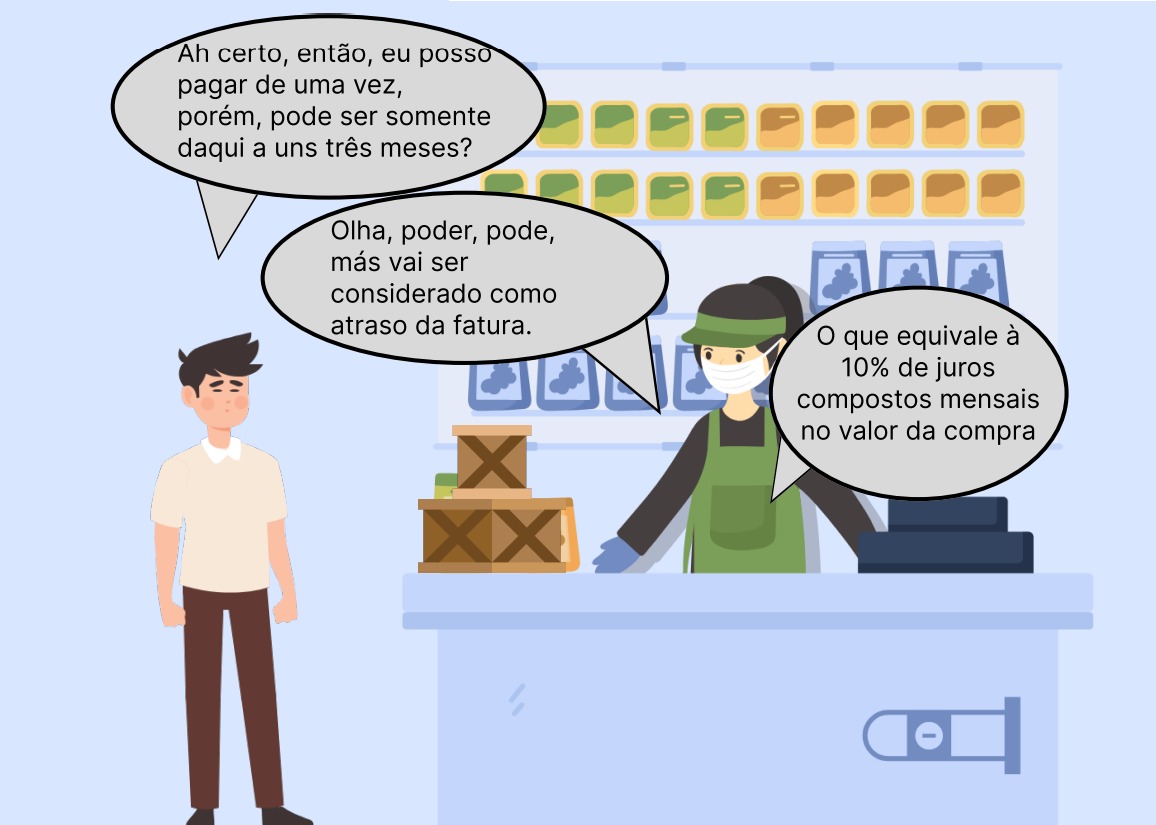 Ah certo, então, eu posso
pagar de uma vez,
porém, pode ser somente
daqui a uns três meses?
Olha, poder, pode,
más vai ser
considerado como
atraso da fatura.
O que equivale à
10% de juros
compostos mensais
no valor da compra